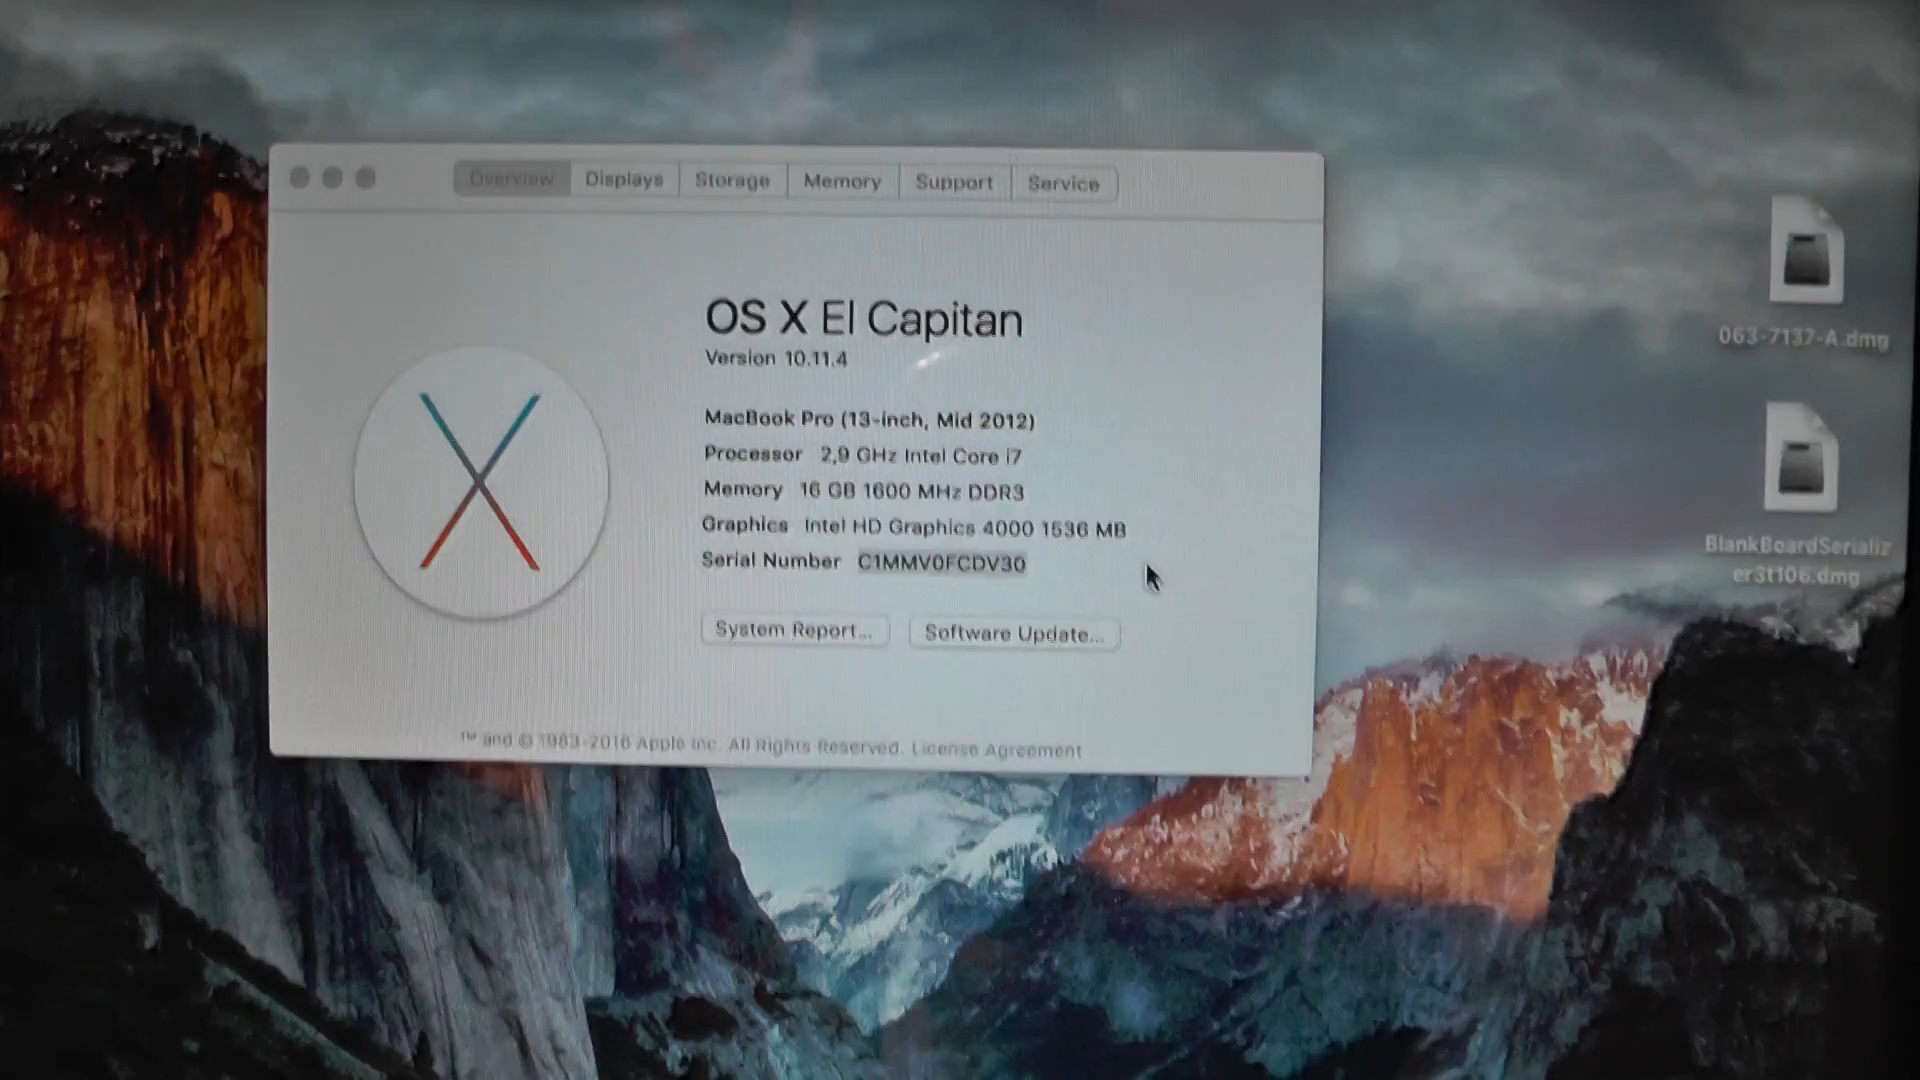 Overview Displays Storage Memory Support Service
OS X El Capitan
Version 10.11.4
MacBook Pro (13-inch, Mid 2012)
Processor 2,9 GHz Intel Core i7
Memory 16 GB 1600 MHz DDR3
Graphics Intel HD Graphics 4000 1536 MB
Serial Number C1MMV0FCDV30
System Report... Software Update...
™ and © 1983-2016 Apple Inc. All Rights Reserved. License Agreement
063-7137-A.dmg
BlankBoardSerializ
er3t106.dmg